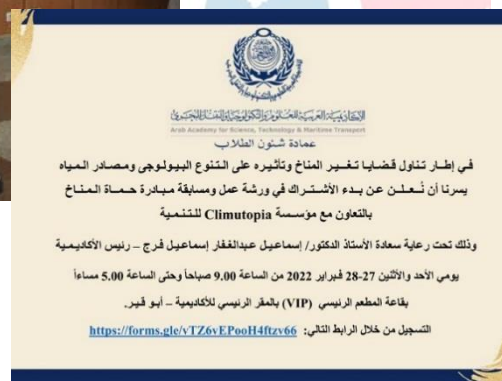 الأكاديمية العربية للعلوم والتكنولوجيا والنقل البحري
Arab Academy for Science, Technology & Maritime Transport
عمادة شئون الطلاب
في إطار تناول قضايا تغيير المناخ وتأثيره على التنوع البيولوجى ومصادر المياه
يسرنا أن نُعلن عن بدء الأشتراك في ورشة عمل ومسابقة مبادرة حماة المناخ
بالتعاون مع مؤسسة Climutopia للتنمية
وذلك تحت رعاية سعادة الأستاذ الدكتور/ إسماعيل عبدالغفار إسماعيل فرج – رئيس الأكاديمية
يومي الأحد والأثنين 27-28 فبراير 2022 من الساعة 9.00 صباحاً وحتى الساعة 5.00 مساءاً
بقاعة المطعم الرئيسي (VIP) بالمقر الرئيسي للأكاديمية – أبو قير.
التسجيل من خلال الرابط التالي: https://forms.gle/vTZ6vEPooH4ftzv66